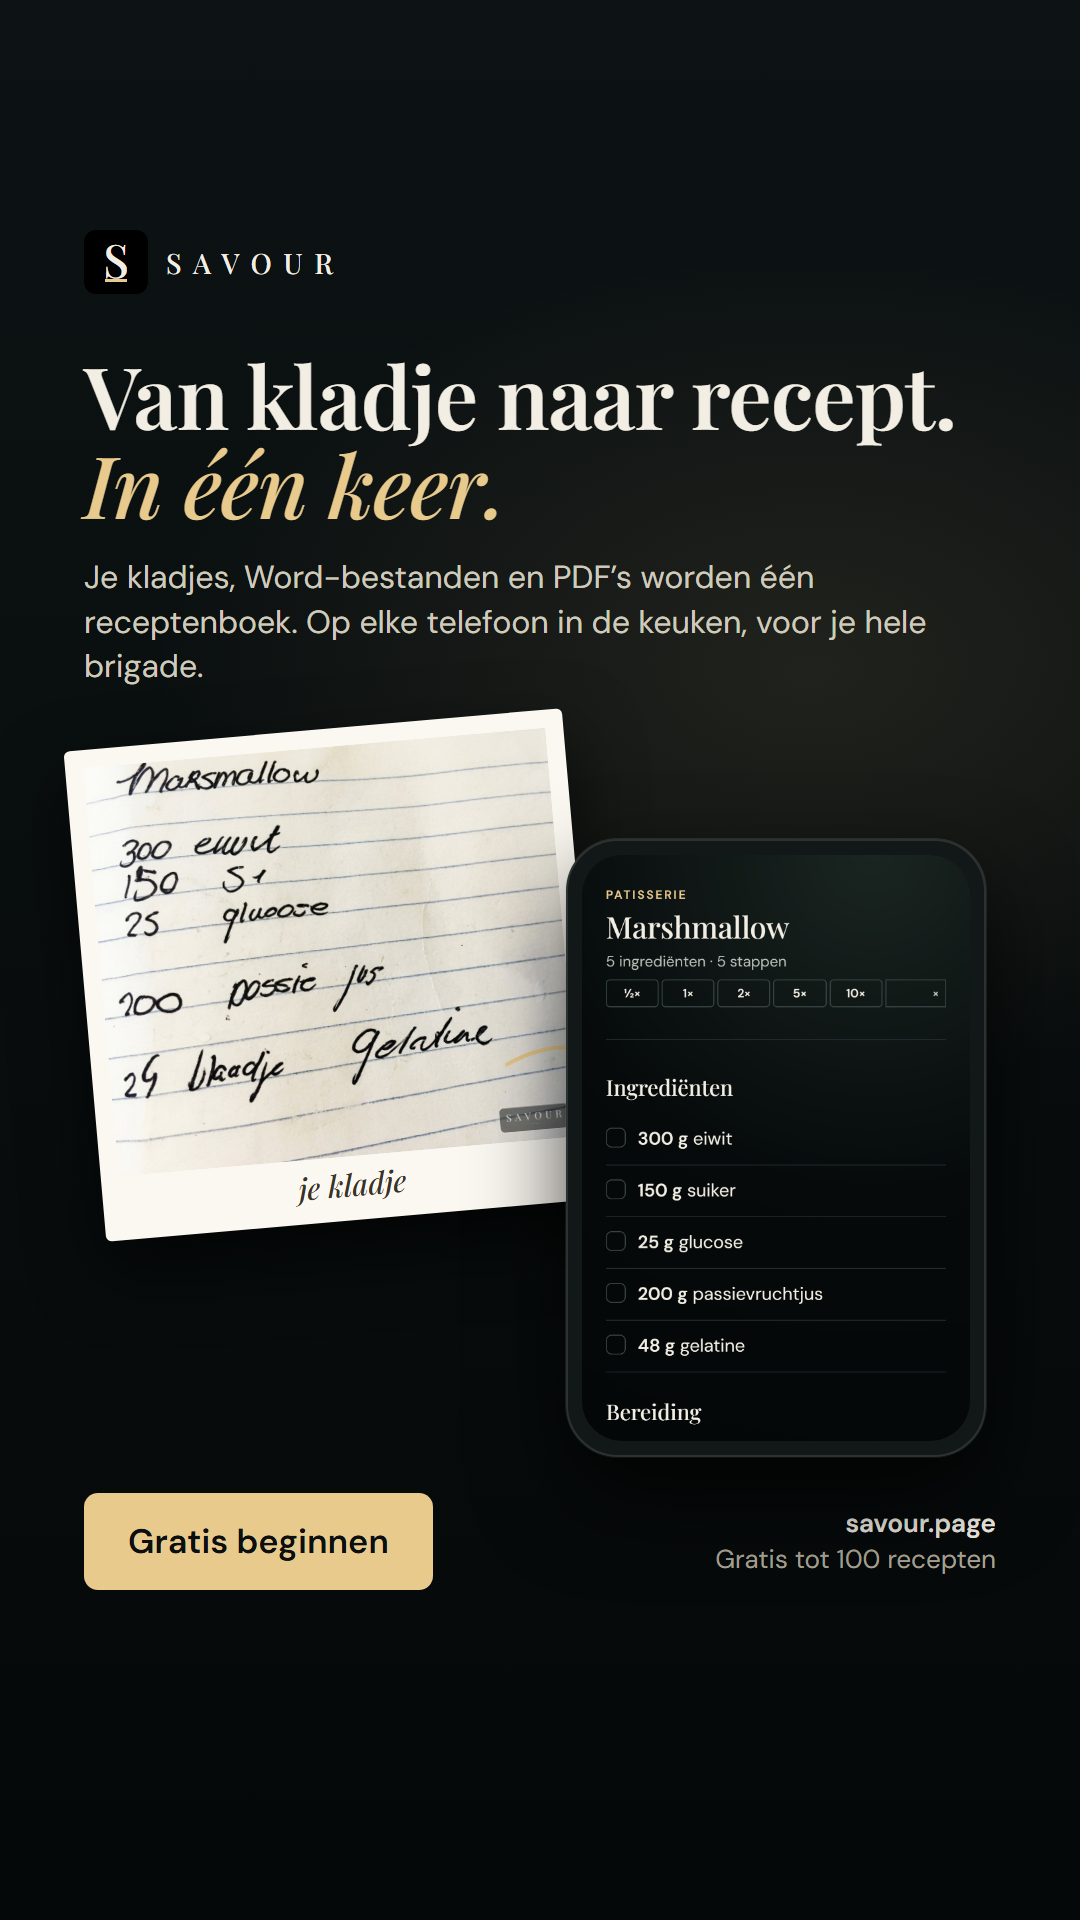 S SAVOUR
Van kladje naar recept.
In één keer.
Je kladjes, Word-bestanden en PDF's worden één
receptenboek. Op elke telefoon in de keuken, voor je hele
brigade.
Marsmallow
300 eiwit
150 S+
25 glucose
200 passie jus
24 blaadje gelatine
SAVOUR
je kladje
PATISSERIE
Marshmallow
5 ingrediënten · 5 stappen
½× 1× 2× 5× 10× ×
Ingrediënten
300 g eiwit
150 g suiker
25 g glucose
200 g passievruchtjus
48 g gelatine
Bereiding
Gratis beginnen
savour.page
Gratis tot 100 recepten